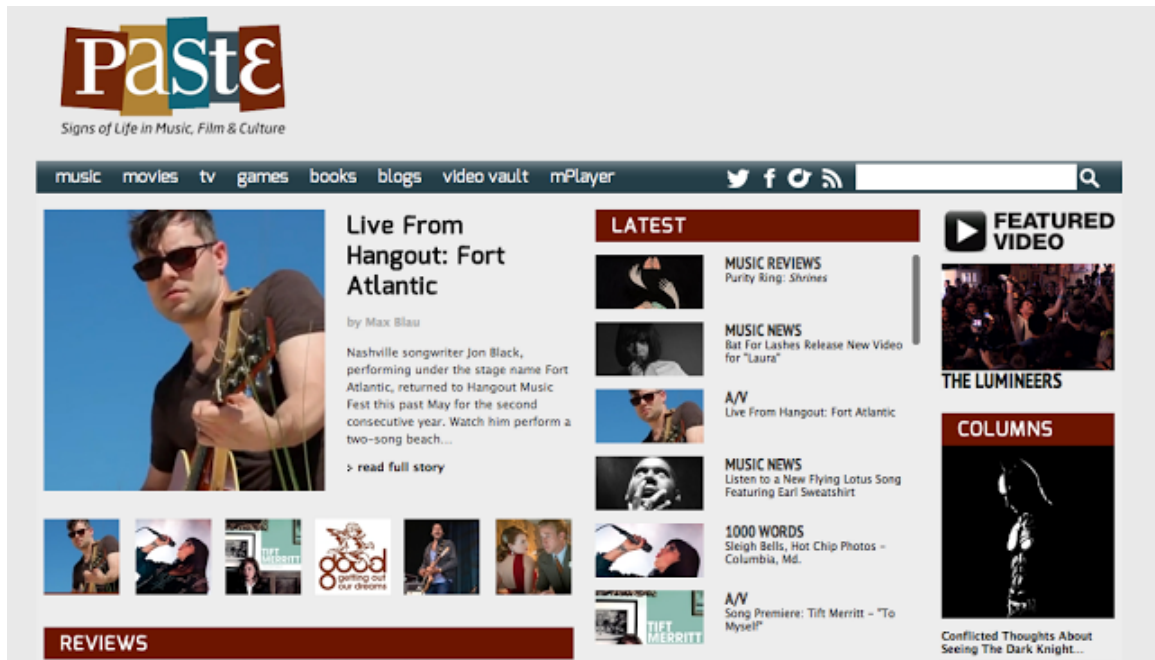 PaStƐ
Signs of Life in Music, Film & Culture
music movies tv games books blogs video vault mPlayer
Live From
Hangout: Fort
Atlantic
by Max Blau
Nashville songwriter Jon Black,
performing under the stage name Fort
Atlantic, returned to Hangout Music
Fest this past May for the second
consecutive year. Watch him perform a
two-song beach...
> read full story
TIFT
MERRITT
good
getting out
our dreams
REVIEWS
LATEST
MUSIC REVIEWS
Purity Ring: Shrines
MUSIC NEWS
Bat For Lashes Release New Video
for "Laura"
A/V
Live From Hangout: Fort Atlantic
MUSIC NEWS
Listen to a New Flying Lotus Song
Featuring Earl Sweatshirt
1000 WORDS
Sleigh Bells, Hot Chip Photos –
Columbia, Md.
A/V
Song Premiere: Tift Merritt – "To
Myself"
TIFT
MERRITT
FEATURED
VIDEO
THE LUMINEERS
COLUMNS
Conflicted Thoughts About
Seeing The Dark Knight...